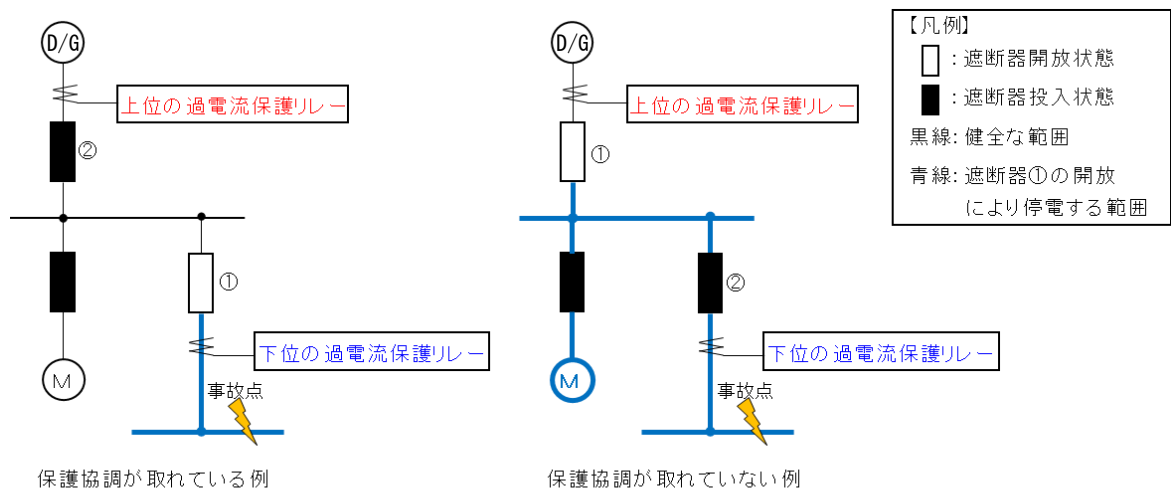 D/G
上位の過電流保護リレー
②
①
下位の過電流保護リレー
M
事故点
保護協調が取れている例
D/G
上位の過電流保護リレー
①
②
下位の過電流保護リレー
M
事故点
保護協調が取れていない例
【凡例】
:遮断器開放状態
:遮断器投入状態
黒線:健全な範囲
青線:遮断器①の開放
により停電する範囲